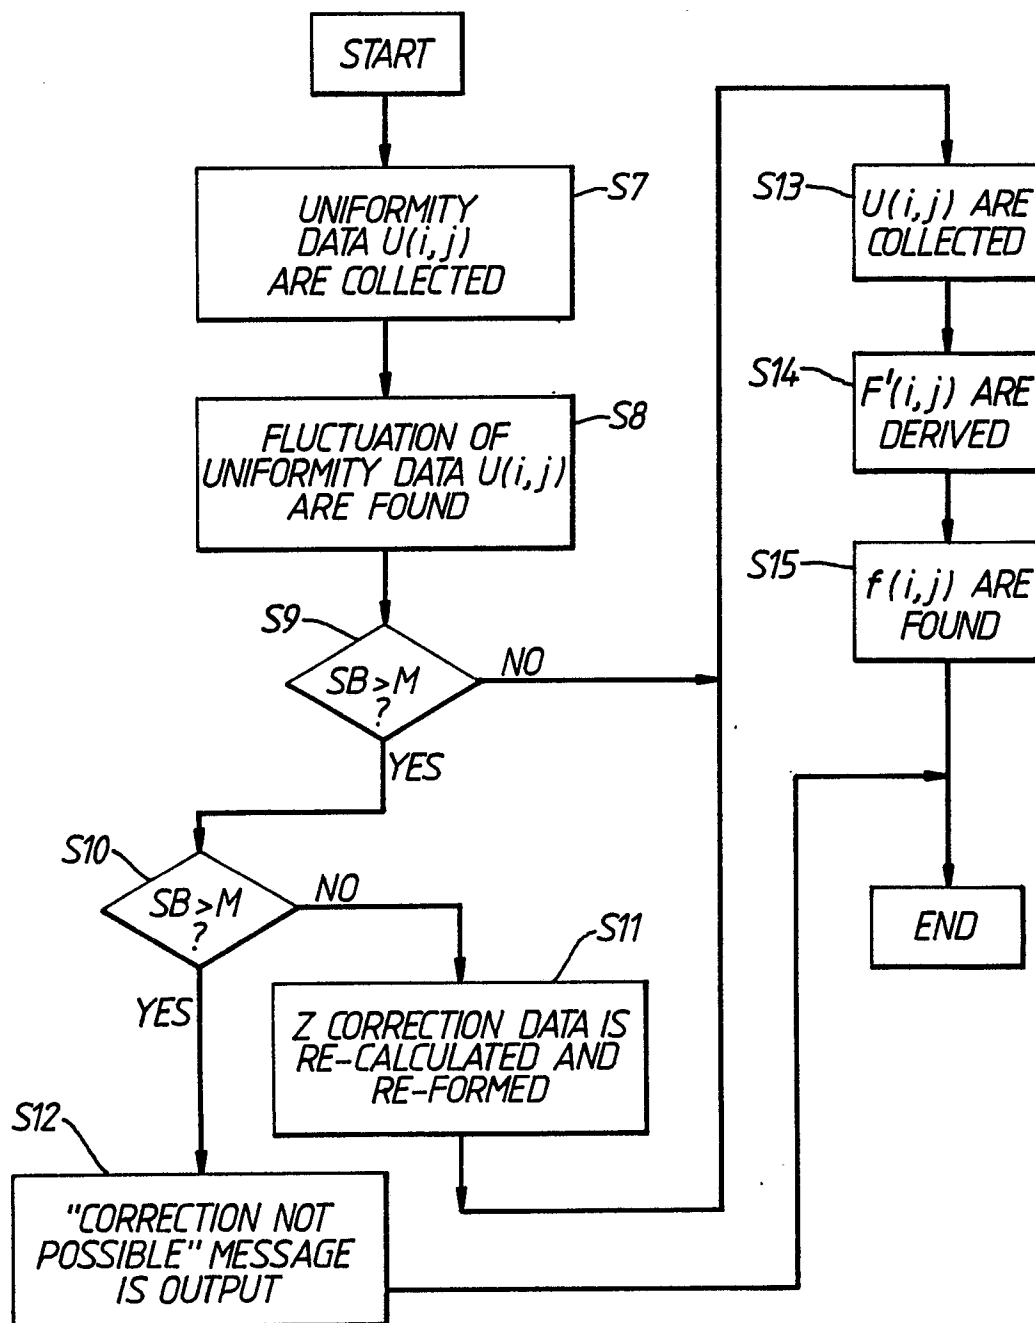 START
S7
UNIFORMITY
DATA U(i,j)
ARE COLLECTED
S8
FLUCTUATION OF
UNIFORMITY DATA U(i,j)
ARE FOUND
S9
SB>M
?
NO
YES
S10
SB>M
?
NO
YES
S11
Z CORRECTION DATA IS
RE-CALCULATED AND
RE-FORMED
S12
"CORRECTION NOT
POSSIBLE" MESSAGE
IS OUTPUT
S13
U(i,j) ARE
COLLECTED
S14
F'(i,j) ARE
DERIVED
S15
f(i,j) ARE
FOUND
END